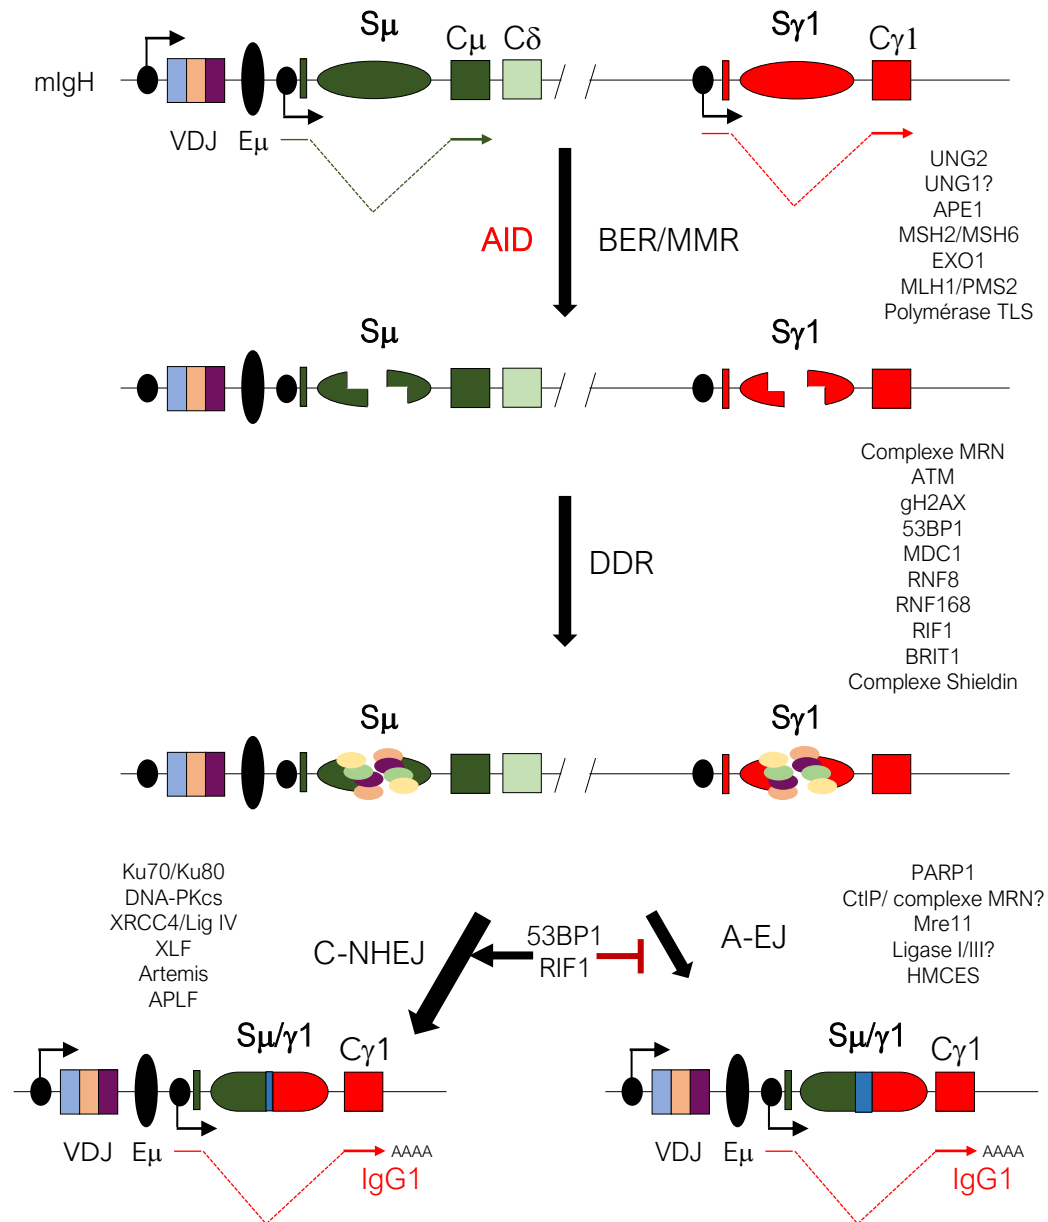 Sμ
Sγ1
Cμ
Cδ
Cγ1
mIgH
VDJ
Eμ
UNG2
UNG1?
APE1
MSH2/MSH6
EXO1
MLH1/PMS2
Polymérase TLS
AID
BER/MMR
Sμ
Sγ1
Complexe MRN
ATM
gH2AX
53BP1
MDC1
RNF8
RNF168
RIF1
BRIT1
Complexe Shieldin
DDR
Sμ
Sγ1
Ku70/Ku80
DNA-PKcs
XRCC4/Lig IV
XLF
Artemis
APLF
C-NHEJ
53BP1
RIF1
A-EJ
PARP1
CtIP/ complexe MRN?
Mre11
Ligase I/III?
HMCES
Sμ/γ1
Cγ1
VDJ
Eμ
AAAA
IgG1
Sμ/γ1
Cγ1
VDJ
Eμ
AAAA
IgG1